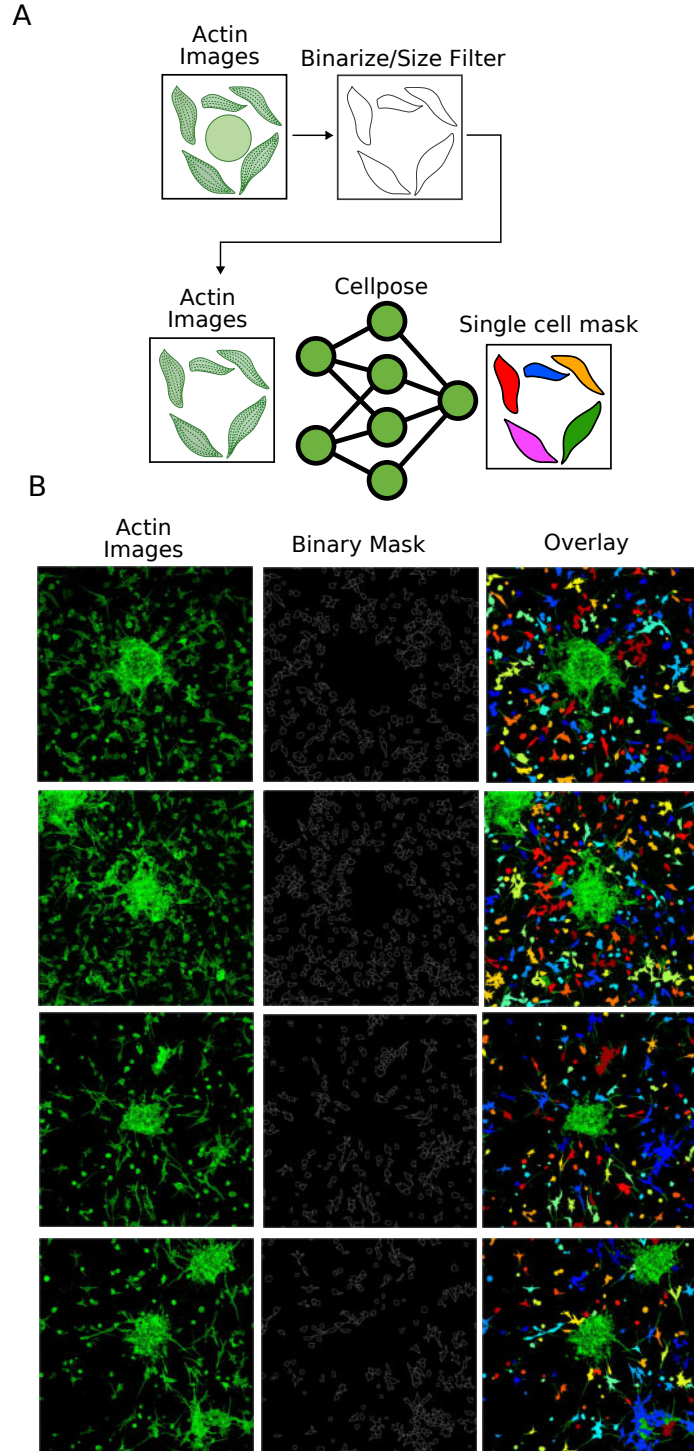 A
Actin
Images
Binarize/Size Filter
Actin
Images
Cellpose
Single cell mask
B
Actin
Images
Binary Mask
Overlay